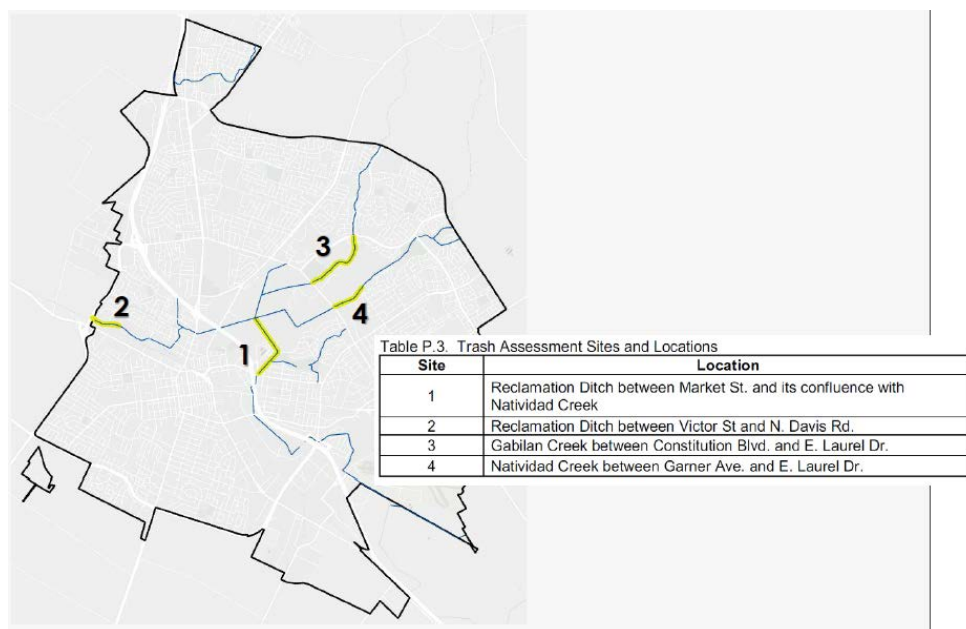 3
2
4
1
Table P.3. Trash Assessment Sites and Locations
Site Location
1 Reclamation Ditch between Market St. and its confluence with
Natividad Creek
2 Reclamation Ditch between Victor St and N. Davis Rd.
3 Gabilan Creek between Constitution Blvd. and E. Laurel Dr.
4 Natividad Creek between Garner Ave. and E. Laurel Dr.